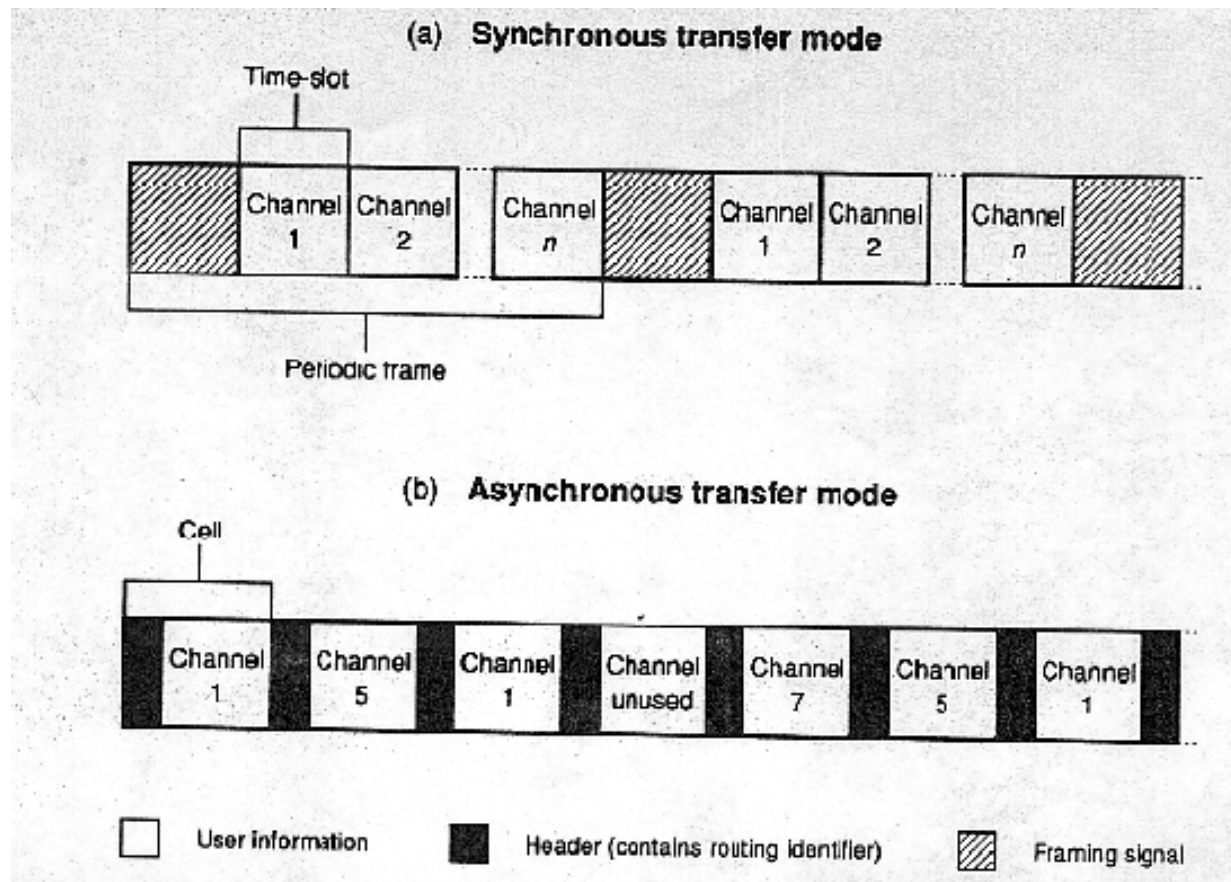 (a) Synchronous transfer mode
Time-slot
Channel 1
Channel 2
Channel n
Channel 1
Channel 2
Channel n
Periodic frame
(b) Asynchronous transfer mode
Cell
Channel 1
Channel 5
Channel 1
Channel unused
Channel 7
Channel 5
Channel 1
User information
Header (contains routing identifier)
Framing signal